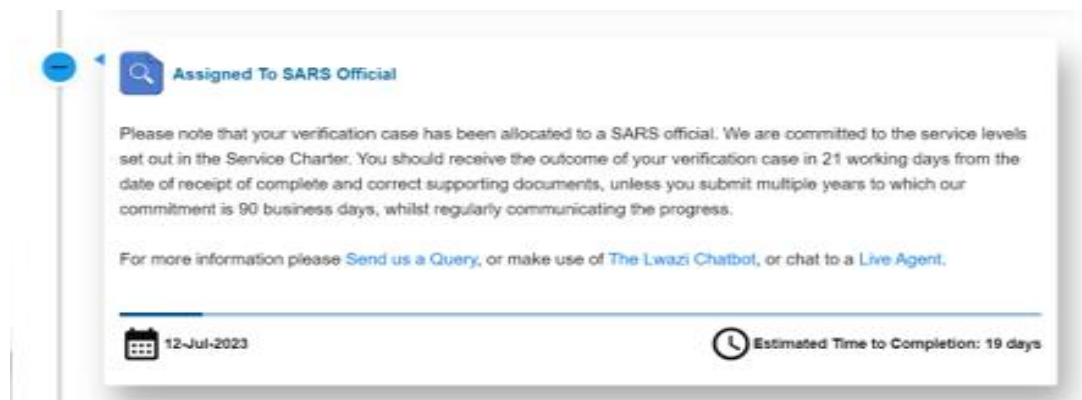 Assigned To SARS Official
Please note that your verification case has been allocated to a SARS official. We are committed to the service levels
set out in the Service Charter. You should receive the outcome of your verification case in 21 working days from the
date of receipt of complete and correct supporting documents, unless you submit multiple years to which our
commitment is 90 business days, whilst regularly communicating the progress.
For more information please Send us a Query, or make use of The Lwazi Chatbot, or chat to a Live Agent.
12-Jul-2023
Estimated Time to Completion: 19 days